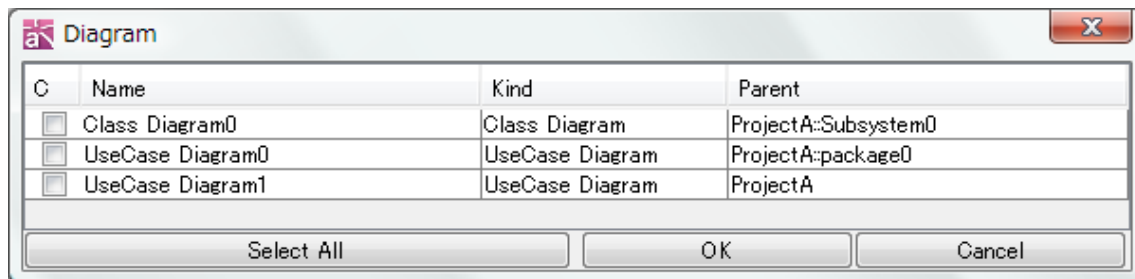 Diagram
C Name Kind Parent
Class Diagram0 Class Diagram ProjectA::Subsystem0
UseCase Diagram0 UseCase Diagram ProjectA::package0
UseCase Diagram1 UseCase Diagram ProjectA
Select All OK Cancel